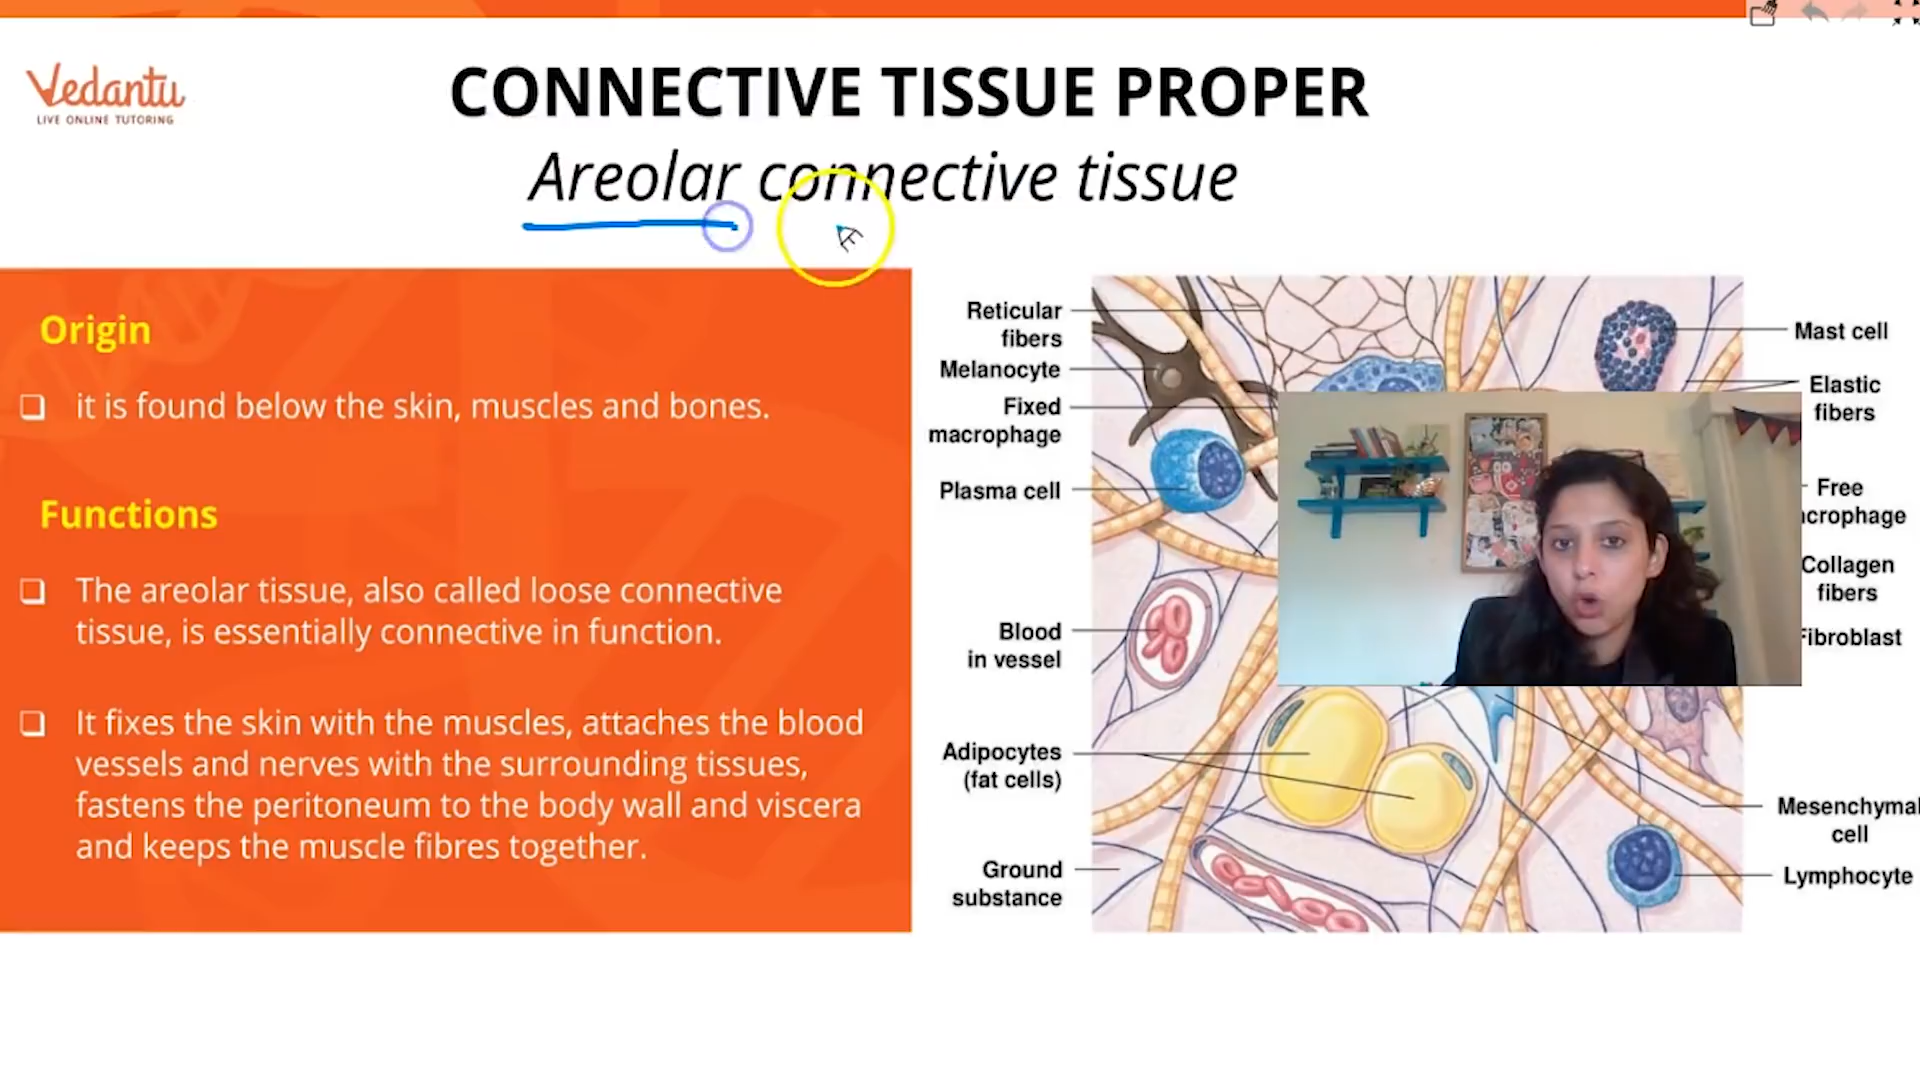 Vedantu
LIVE ONLINE TUTORING
CONNECTIVE TISSUE PROPER
Areolar connective tissue
Origin
it is found below the skin, muscles and bones.
Functions
The areolar tissue, also called loose connective
tissue, is essentially connective in function.
It fixes the skin with the muscles, attaches the blood
vessels and nerves with the surrounding tissues,
fastens the peritoneum to the body wall and viscera
and keeps the muscle fibres together.
Reticular
fibers
Melanocyte
Fixed
macrophage
Plasma cell
Blood
in vessel
Adipocytes
(fat cells)
Ground
substance
Mast cell
Elastic
fibers
Free
crophage
Collagen
fibers
Fibroblast
Mesenchymal
cell
Lymphocyte